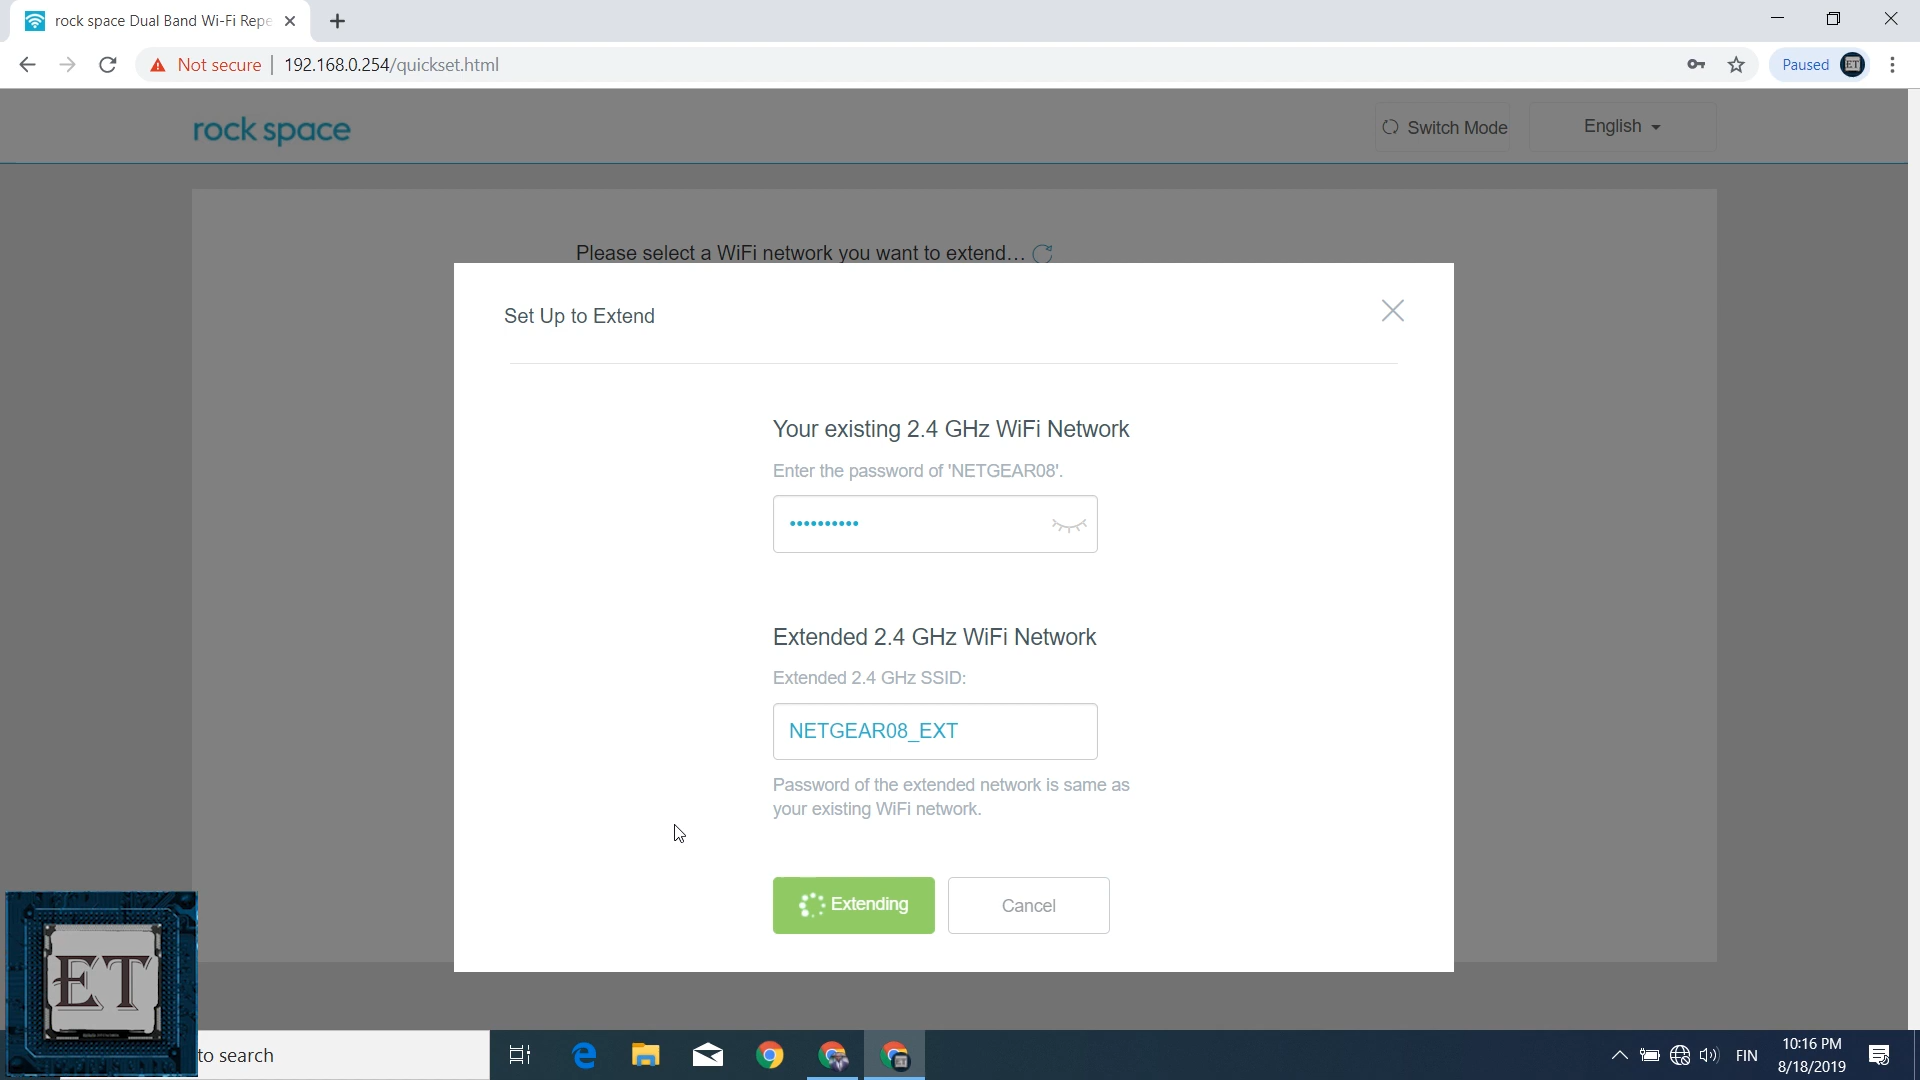 rock space Dual Band Wi-Fi Repe
Not secure | 192.168.0.254/quickset.html
Paused
ET
rock space
Switch Mode
English
Please select a WiFi network you want to extend...
Set Up to Extend
Your existing 2.4 GHz WiFi Network
Enter the password of 'NETGEAR08'.
••••••••••
Extended 2.4 GHz WiFi Network
Extended 2.4 GHz SSID:
NETGEAR08_EXT
Password of the extended network is same as
your existing WiFi network.
Extending
Cancel
ET
to search
FIN
10:16 PM
8/18/2019